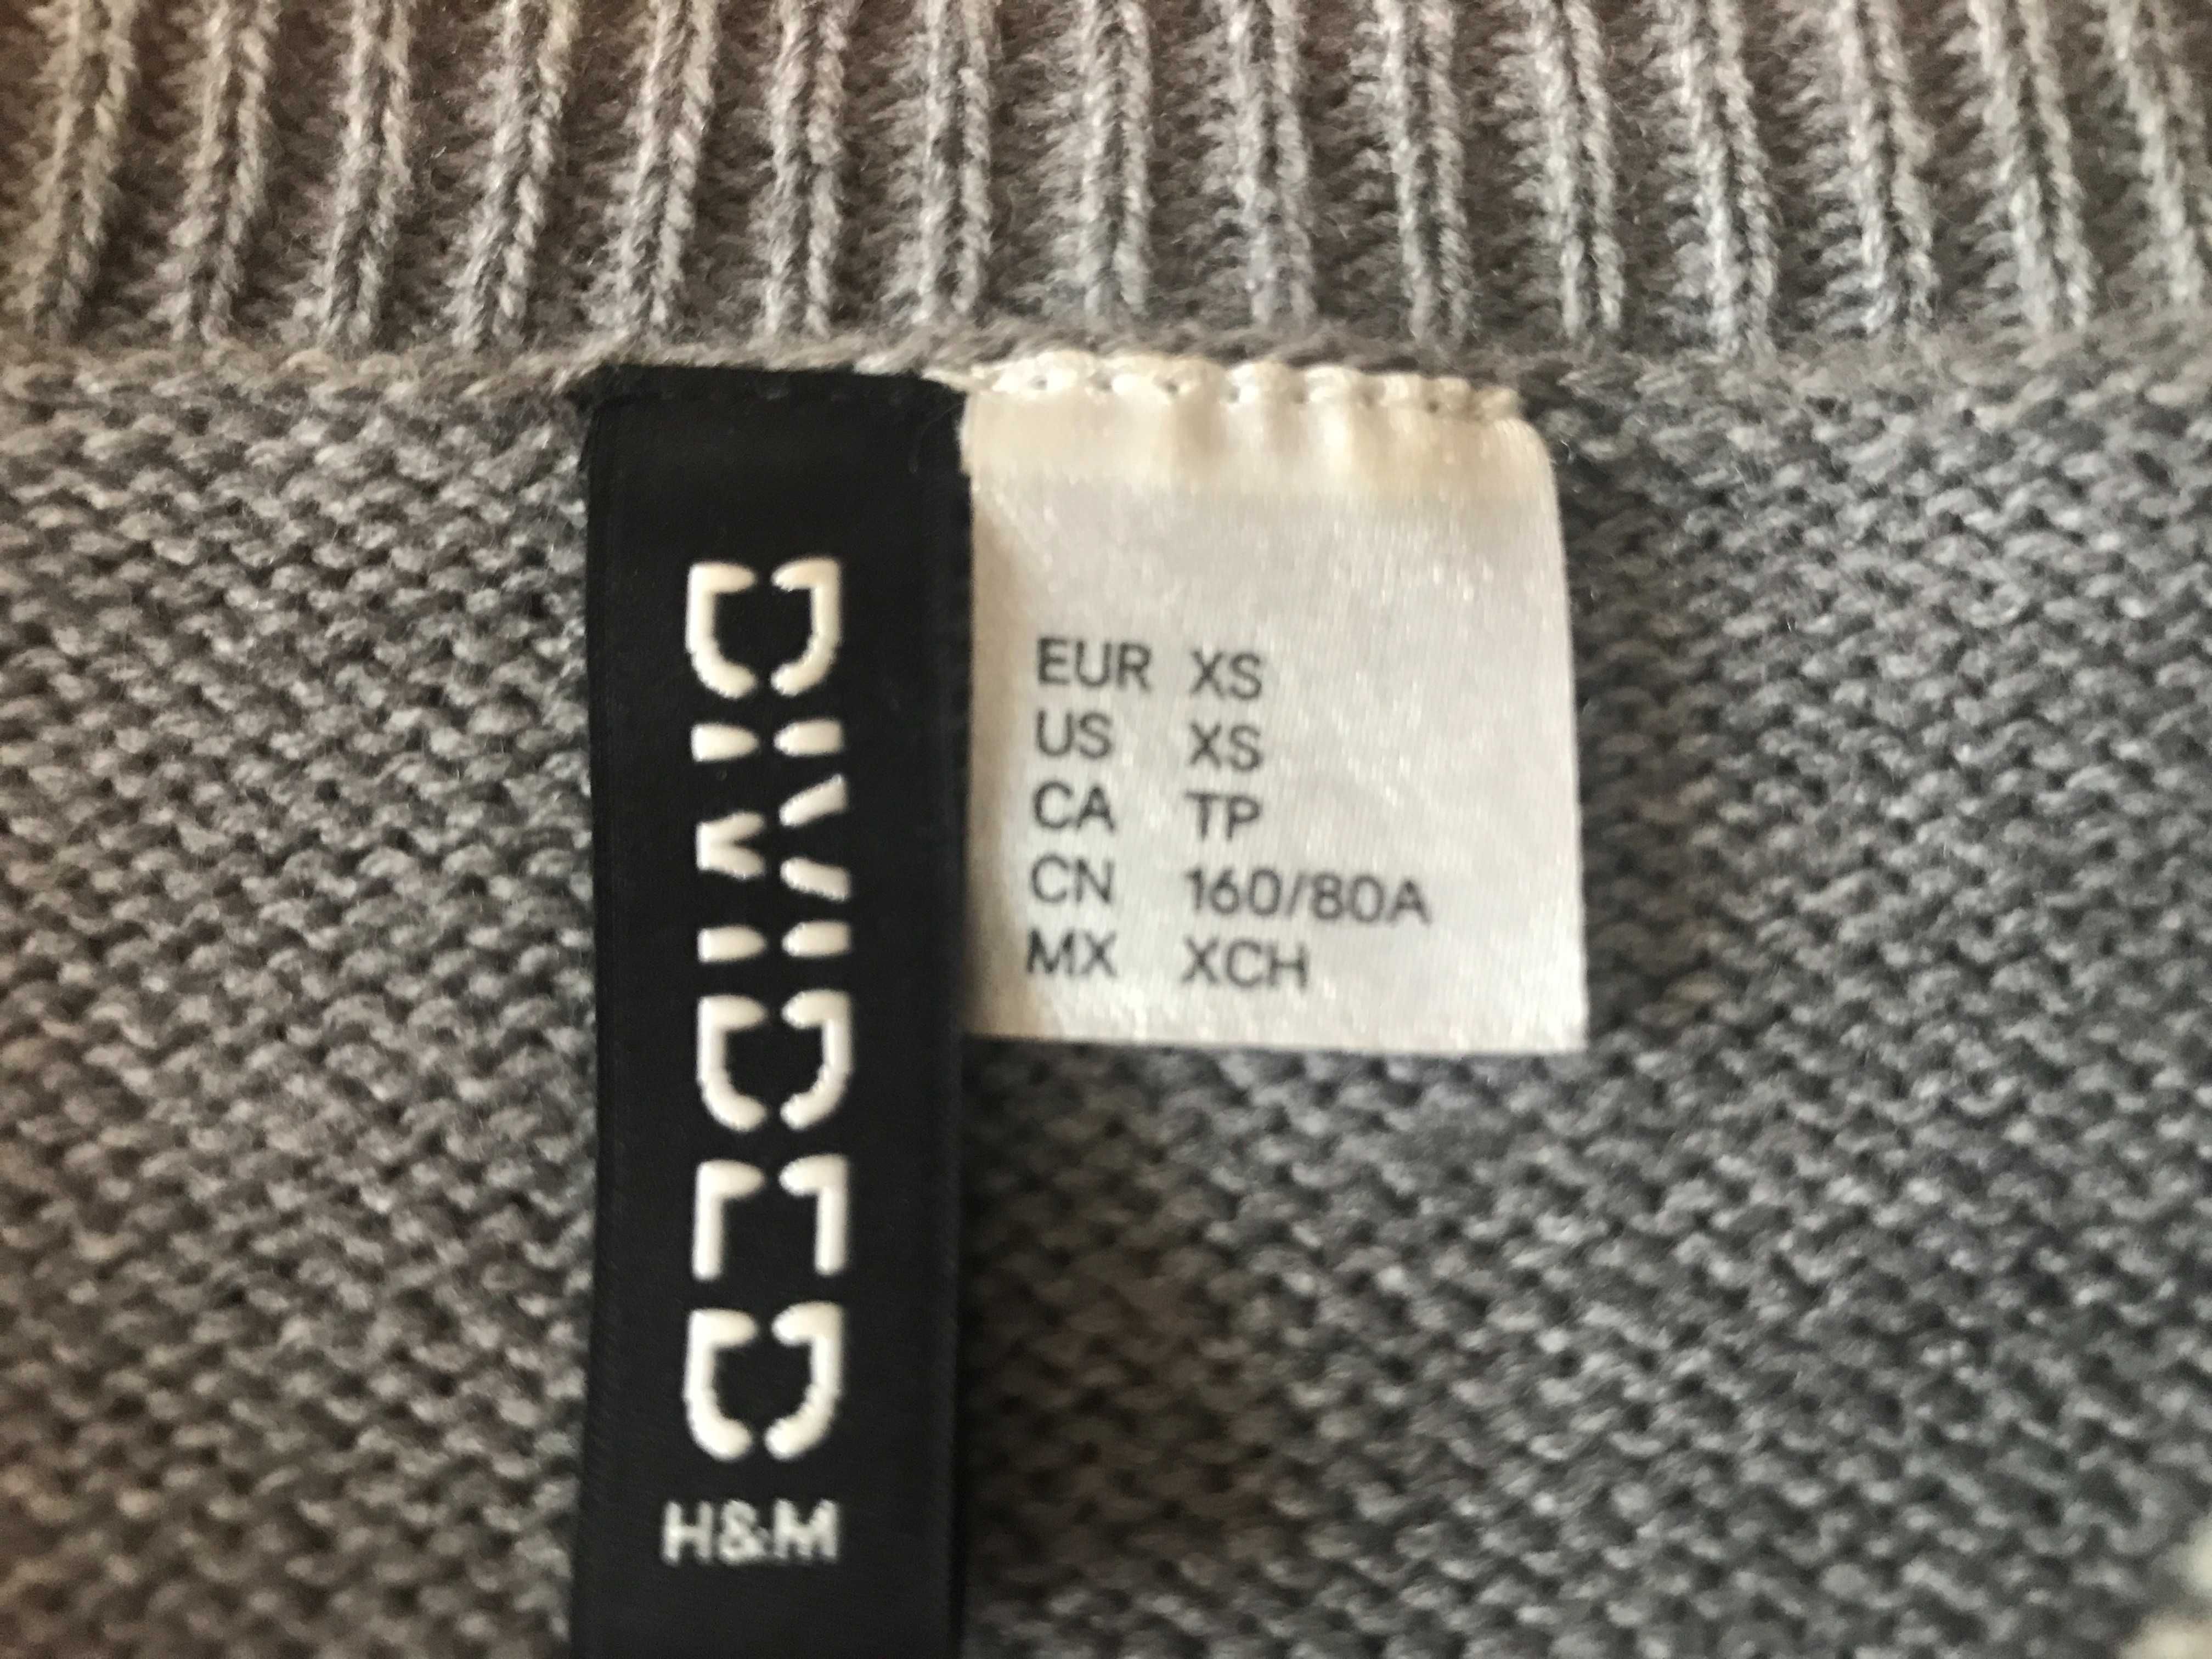 DIVIDED
H&M
EUR XS
US XS
CA TP
CN 160/80A
MX XCH